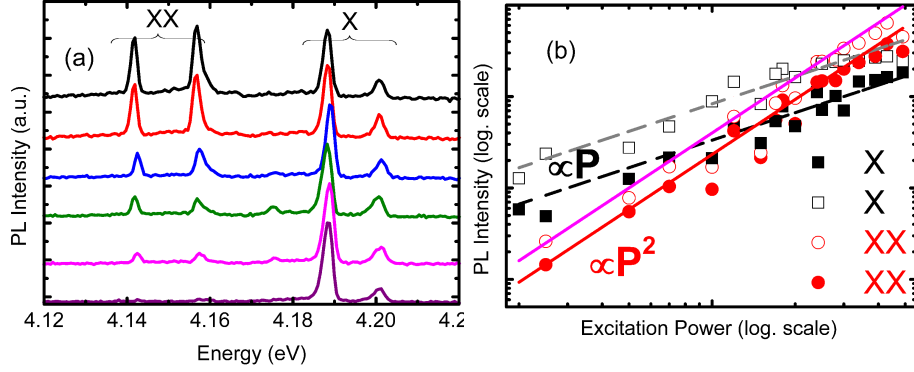 (a)
XX
X
PL Intensity (a.u.)
4.12 4.14 4.16 4.18 4.20 4.2
Energy (eV)
(b)
PL Intensity (log. scale)
∝P
∝P²
X
X
XX
XX
Excitation Power (log. scale)